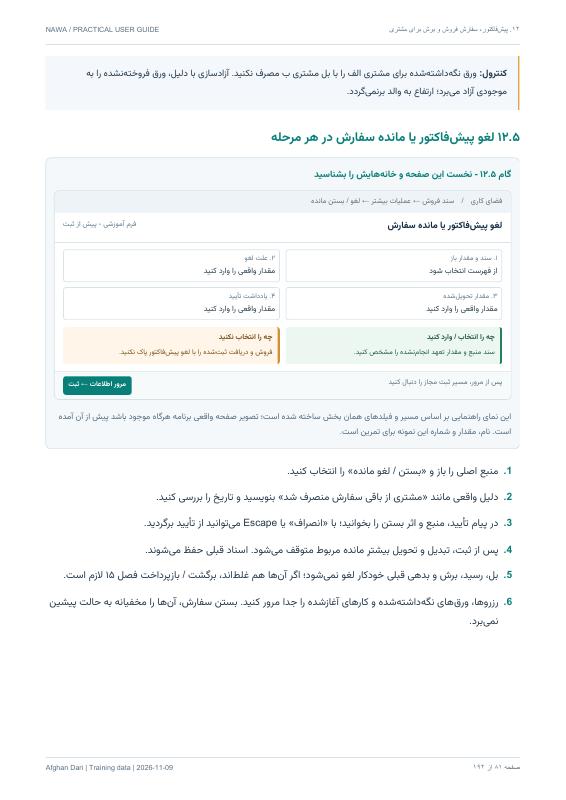 NAWA / PRACTICAL USER GUIDE
۱۲. پیش‌فاکتور، سفارش فروش و برش برای مشتری
کنترول: ورق نگه‌داشته‌شده برای مشتری الف را با بل مشتری ب مصرف نکنید. آزادسازی با دلیل، ورق فروخته‌نشده را به
موجودی آزاد می‌برد؛ ارتفاع به والد برنمی‌گردد.
۱۲.۵ لغو پیش‌فاکتور یا مانده سفارش در هر مرحله
گام ۱۲.۵ - نخست این صفحه و خانه‌هایش را بشناسید
فضای کاری / سند فروش ← عملیات بیشتر ← لغو / بستن مانده
لغو پیش‌فاکتور یا مانده سفارش
فرم آموزشی - پیش از ثبت
۱. سند و مقدار باز
از فهرست انتخاب شود
۲. علت لغو
مقدار واقعی را وارد کنید
۳. مقدار تحویل‌شده
مقدار واقعی را وارد کنید
۴. یادداشت تأیید
مقدار واقعی را وارد کنید
چه را انتخاب / وارد کنید
سند منبع و مقدار تعهد انجام‌نشده را مشخص کنید.
چه را انتخاب نکنید
فروش و دریافت ثبت‌شده را با لغو پیش‌فاکتور پاک نکنید.
پس از مرور، مسیر ثبت مجاز را دنبال کنید
مرور اطلاعات ← ثبت
این نمای راهنمایی بر اساس مسیر و فیلدهای همان بخش ساخته شده است؛ تصویر صفحه واقعی برنامه هرگاه موجود باشد پیش از آن آمده
است. نام، مقدار و شماره این نمونه برای تمرین است.
1. منبع اصلی را باز و «بستن / لغو مانده» را انتخاب کنید.
2. دلیل واقعی مانند «مشتری از باقی سفارش منصرف شد» بنویسید و تاریخ را بررسی کنید.
3. در پیام تأیید، منبع و اثر بستن را بخوانید؛ با «انصراف» یا Escape می‌توانید از تأیید برگردید.
4. پس از ثبت، تبدیل و تحویل بیشترِ مانده مربوط متوقف می‌شود. اسناد قبلی حفظ می‌شوند.
5. بل، رسید، برش و بدهی قبلی خودکار لغو نمی‌شود؛ اگر آن‌ها هم غلط‌اند، برگشت / بازپرداخت فصل ۱۵ لازم است.
6. رزروها، ورق‌های نگه‌داشته‌شده و کارهای آغازشده را جدا مرور کنید. بستن سفارش، آن‌ها را مخفیانه به حالت پیشین
نمی‌برد.
Afghan Dari | Training data | 2026-11-09
صفحه ۸۱ از ۱۹۴